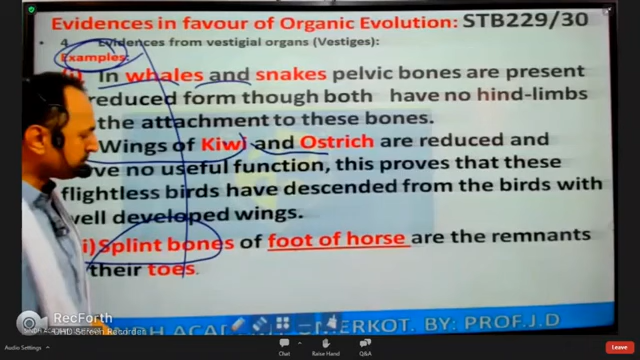 Evidences in favour of Organic Evolution: STB229/30
• 4. Evidences from vestigial organs (Vestiges):
Examples:
(i). In whales and snakes pelvic bones are present
reduced form though both have no hind-limbs
the attachment to these bones.
Wings of Kiwi and Ostrich are reduced and
ve no useful function, this proves that these
flightless birds have descended from the birds with
well developed wings.
i) Splint bones of foot of horse are the remnants
their toes.
RecForth
UHD Screen Recorder
H ACA MERKOT. BY: PROF.J.D
Audio Settings
Chat
Raise Hand
Q&A
Leave